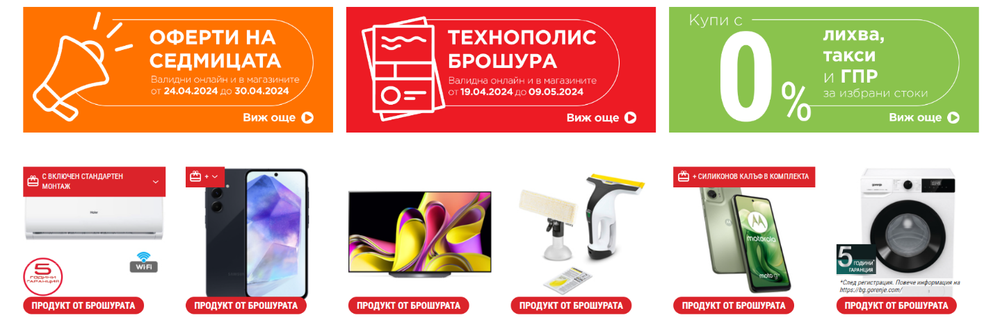 ОФЕРТИ НА
СЕДМИЦАТА
Валидни онлайн и в магазините
от 24.04.2024 до 30.04.2024
Виж още
ТЕХНОПОЛИС
БРОШУРА
Валидна онлайн и в магазините
от 19.04.2024 до 09.05.2024
Виж още
Купи с
0%
лихва,
такси
и ГПР
за избрани стоки
Виж още
С ВКЛЮЧЕН СТАНДАРТЕН
МОНТАЖ
Haier
WiFi
5
ГОДИНИ
ГАРАНЦИЯ
ПРОДУКТ ОТ БРОШУРАТА
+
SAMSUNG
ПРОДУКТ ОТ БРОШУРАТА
ПРОДУКТ ОТ БРОШУРАТА
ПРОДУКТ ОТ БРОШУРАТА
+ СИЛИКОНОВ КАЛЪФ В КОМПЛЕКТА
motorola
moto g
ПРОДУКТ ОТ БРОШУРАТА
gorenje
5 ГОДИНИ*
ГАРАНЦИЯ
*След регистрация. Повече информация на
https://bg.gorenje.com/
ПРОДУКТ ОТ БРОШУРАТА